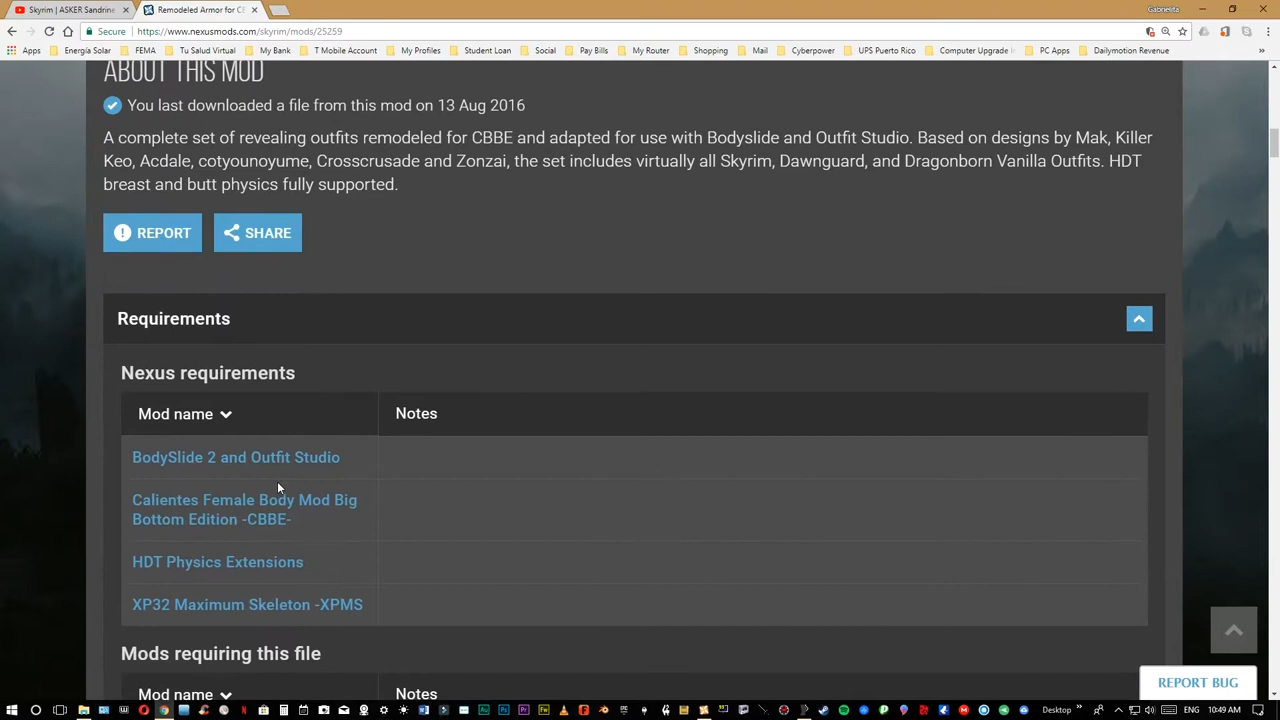 Skyrim | ASKER Sandrine
Remodeled Armor for CB
Gabrielita
Secure
https://www.nexusmods.com/skyrim/mods/25259
Apps
Energía Solar
FEMA
Tu Salud Virtual
My Bank
T Mobile Account
My Profiles
Student Loan
Social
Pay Bills
My Router
Shopping
Mail
Cyberpower
UPS Puerto Rico
Computer Upgrade
PC Apps
Dailymotion Revenue
ABOUT THIS MOD
You last downloaded a file from this mod on 13 Aug 2016
A complete set of revealing outfits remodeled for CBBE and adapted for use with Bodyslide and Outfit Studio. Based on designs by Mak, Killer
Keo, Acdale, cotyounoyume, Crosscrusade and Zonzai, the set includes virtually all Skyrim, Dawnguard, and Dragonborn Vanilla Outfits. HDT
breast and butt physics fully supported.
REPORT
SHARE
Requirements
Nexus requirements
Mod name
Notes
BodySlide 2 and Outfit Studio
Calientes Female Body Mod Big
Bottom Edition -CBBE-
HDT Physics Extensions
XP32 Maximum Skeleton -XPMS
Mods requiring this file
Mod name
Notes
REPORT BUG
Desktop
10:49 AM